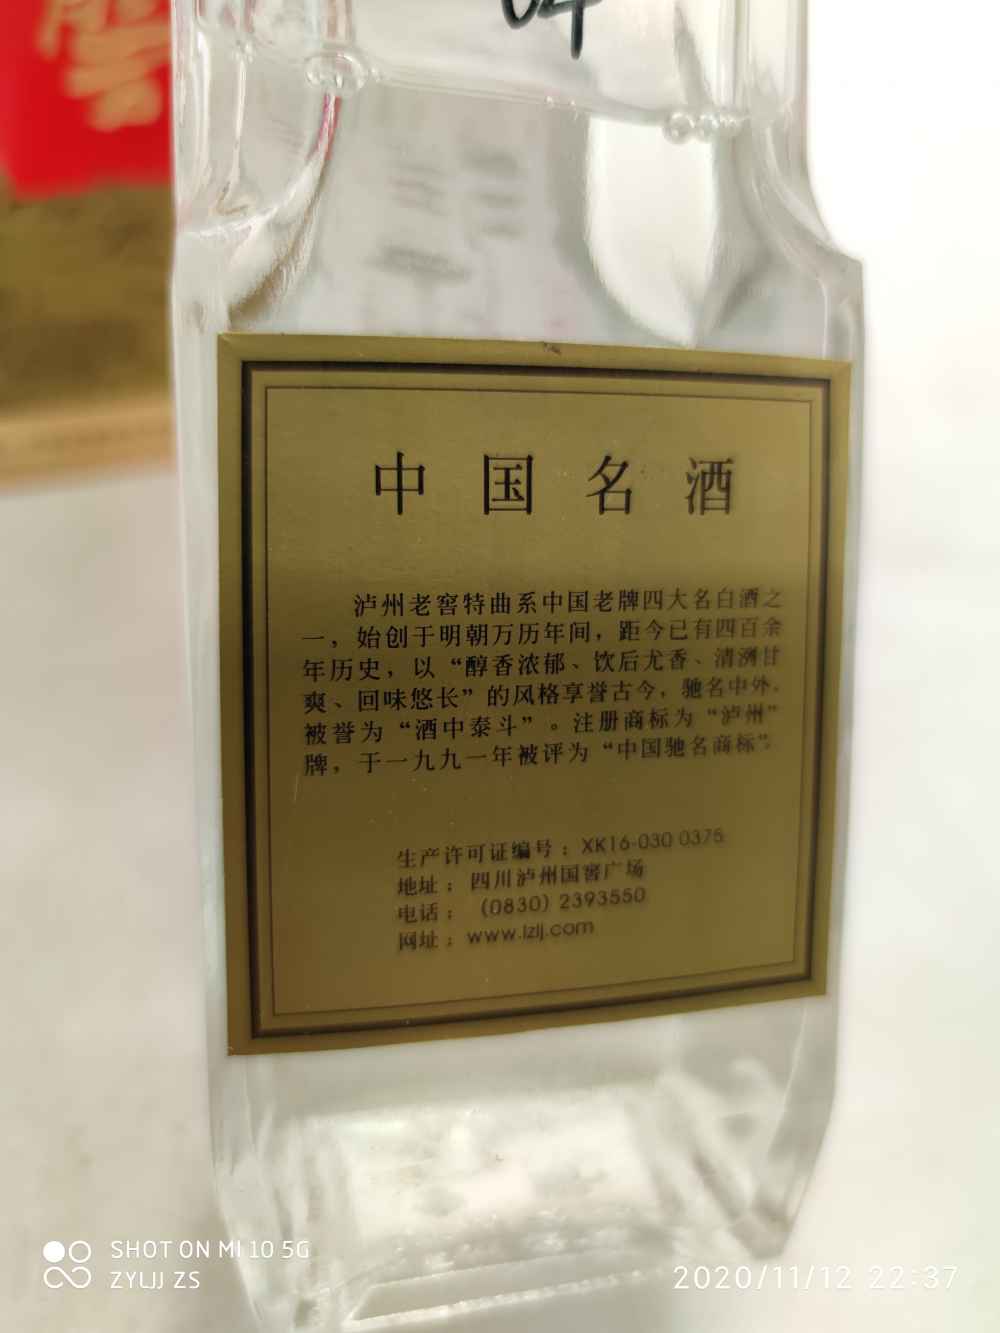 04
中国名酒
泸州老窖特曲系中国老牌四大名白酒之
一，始创于明朝万历年间，距今已有四百余
年历史，以“醇香浓郁、饮后尤香、清洌甘
爽、回味悠长”的风格享誉古今，驰名中外，
被誉为“酒中泰斗”。注册商标为“泸州”
牌，于一九九一年被评为“中国驰名商标”。
生产许可证编号：XK16-030 0375
地址：四川泸州国窖广场
电话：（0830）2393550
网址：www.lzlj.com
SHOT ON MI 10 5G
ZYLJJ ZS
2020/11/12 22:37